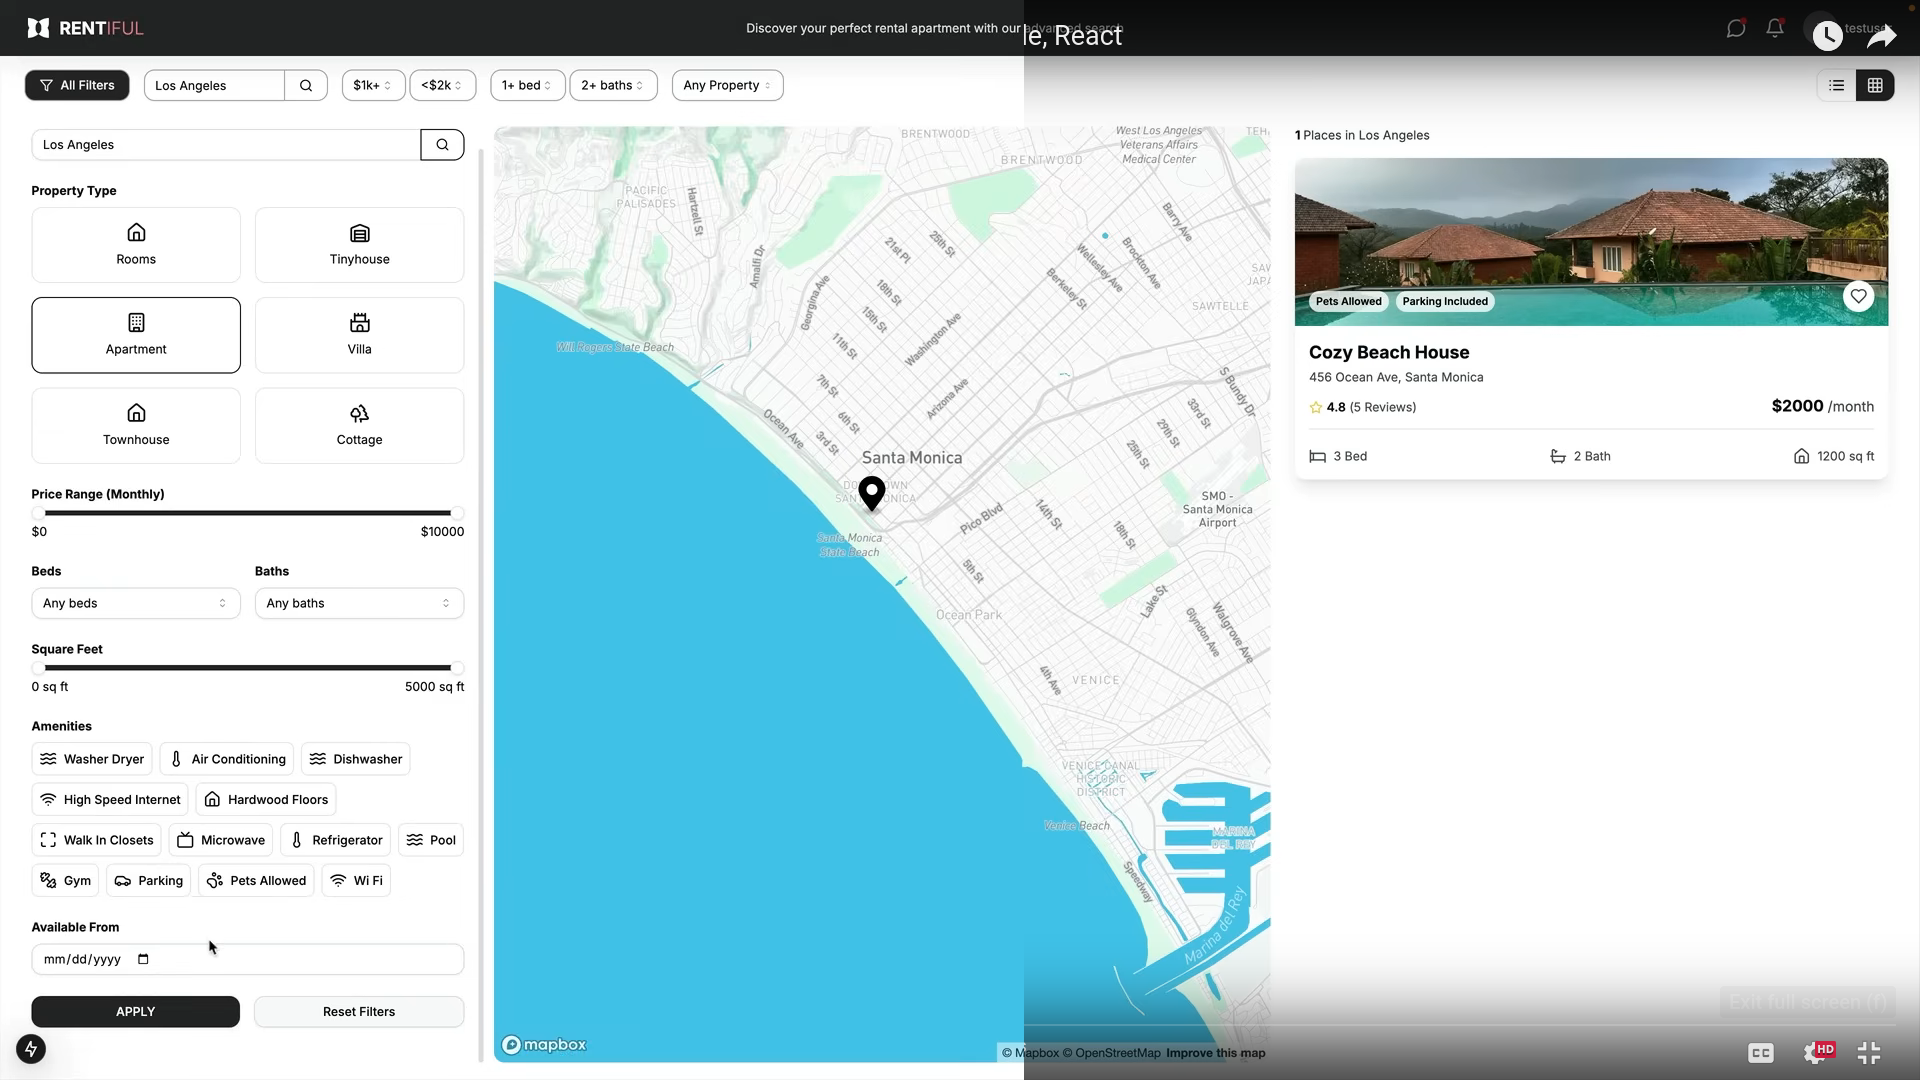 RENTIFUL
Discover your perfect rental apartment with our advanced search
le, React
testuser
All Filters
Los Angeles
$1k+
<$2k
1+ bed
2+ baths
Any Property
Los Angeles
Property Type
Rooms
Tinyhouse
Apartment
Villa
Townhouse
Cottage
Price Range (Monthly)
$0
$10000
Beds
Baths
Any beds
Any baths
Square Feet
0 sq ft
5000 sq ft
Amenities
Washer Dryer
Air Conditioning
Dishwasher
High Speed Internet
Hardwood Floors
Walk In Closets
Microwave
Refrigerator
Pool
Gym
Parking
Pets Allowed
Wi Fi
Available From
mm/dd/yyyy
APPLY
Reset Filters
BRENTWOOD
West Los Angeles
Veterans Affairs
Medical Center
TEH
BRENTWOOD
PACIFIC
PALISADES
Hartzell St
Barry Ave
21st Pl
25th St
Wellesley Ave
Brockton Ave
Amalfi Dr
Berkeley St
SAW
JAPA
SAWTELLE
Georgina Ave
18th St
15th St
Washington Ave
11th St
Will Rogers State Beach
7th St
Arizona Ave
S Bundy Dr
6th St
33rd St
Ocean Ave
3rd St
29th St
25th St
Santa Monica
DOWNTOWN
SANTA MONICA
SMO -
Santa Monica
Airport
Pico Blvd
14th St
18th St
Santa Monica
State Beach
5th St
Lake St
Ocean Park
Glyndon Ave
Walgrove Ave
4th Ave
VENICE
VENICE CANAL
HISTORIC
DISTRICT
Venice Beach
MARINA
DEL REY
Speedway
Marina del Rey
mapbox
© Mapbox © OpenStreetMap Improve this map
1 Places in Los Angeles
Pets Allowed
Parking Included
Cozy Beach House
456 Ocean Ave, Santa Monica
4.8 (5 Reviews)
$2000 /month
3 Bed
2 Bath
1200 sq ft
Exit full screen (f)
CC
HD